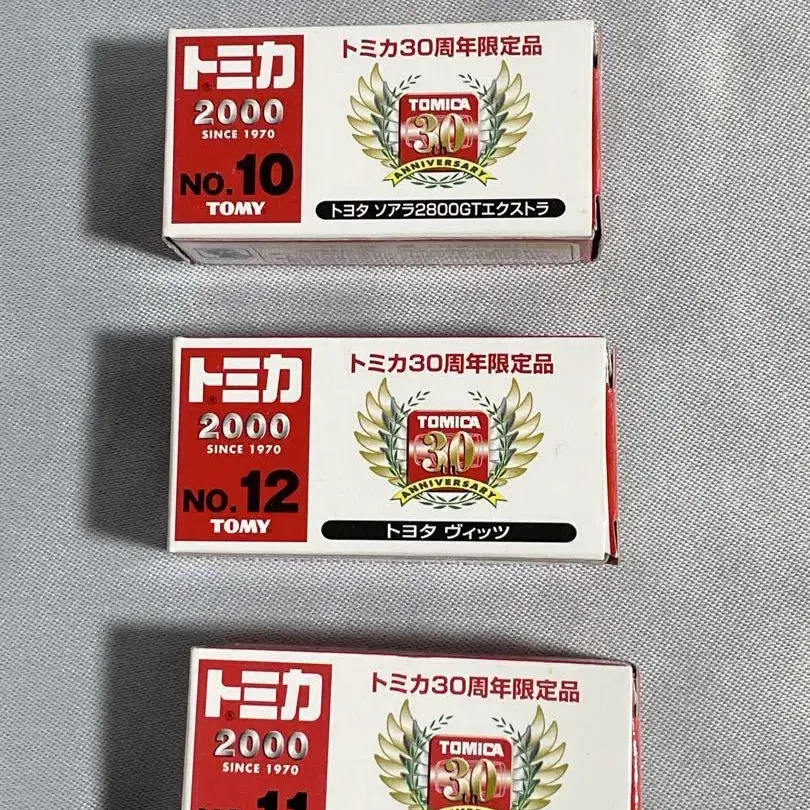 トミカ
2000
SINCE 1970
NO.10
TOMY
トミカ30周年限定品
TOMICA
30th
ANNIVERSARY
トヨタ ソアラ2800GTエクストラ
トミカ
2000
SINCE 1970
NO.12
TOMY
トミカ30周年限定品
TOMICA
30th
ANNIVERSARY
トヨタ ヴィッツ
トミカ
2000
SINCE 1970
NO.11
トミカ30周年限定品
TOMICA
30